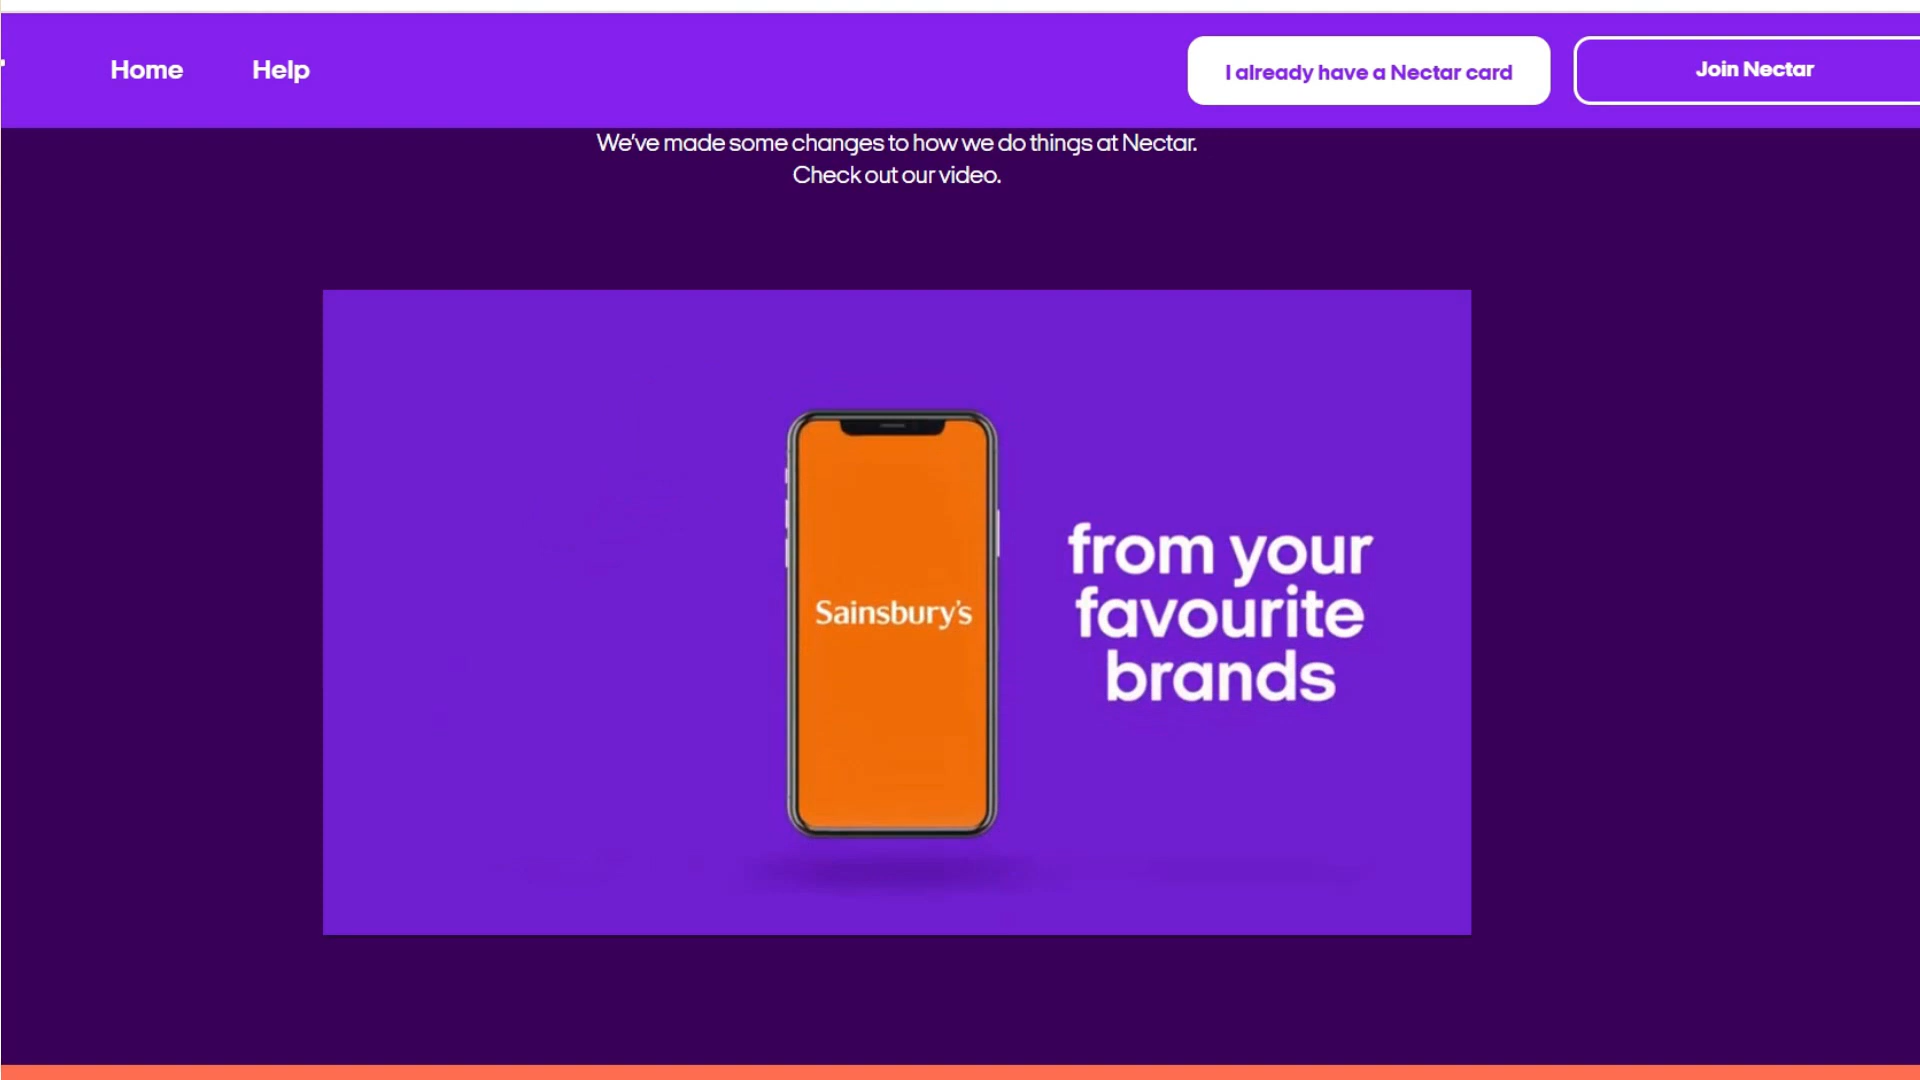 Home
Help
I already have a Nectar card
Join Nectar
We've made some changes to how we do things at Nectar.
Check out our video.
Sainsbury's
from your
favourite
brands